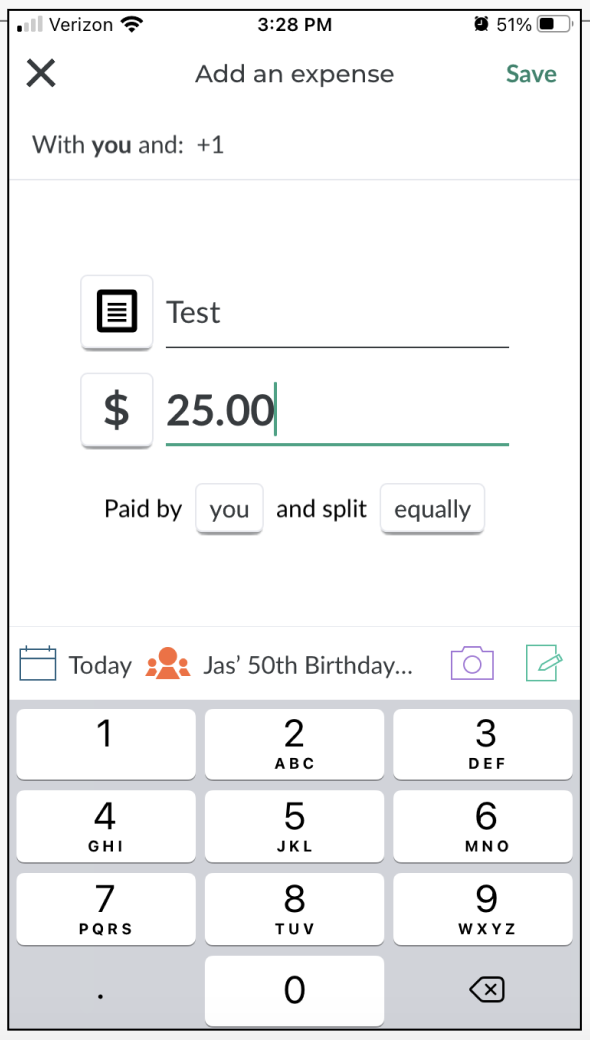 Verizon 3:28 PM 51%
Add an expense Save
With you and: +1
Test
$ 25.00
Paid by you and split equally
Today Jas’ 50th Birthday...
1 2 3
ABC DEF
4 5 6
GHI JKL MNO
7 8 9
PQRS TUV WXYZ
. 0